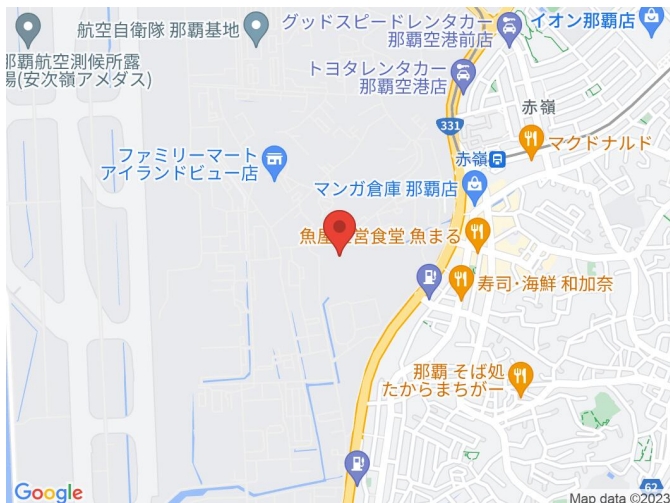 航空自衛隊 那覇基地
グッドスピードレンタカー
那覇空港前店
イオン那覇店
那覇航空測候所露
場(安次嶺アメダス)
トヨタレンタカー
那覇空港店
赤嶺
331
マクドナルド
ファミリーマート
アイランドビュー店
赤嶺
マンガ倉庫 那覇店
魚屋 営食堂 魚まる
寿司·海鮮 和加奈
那覇 そば処
たからまちがー
62
Google
Map data ©2023